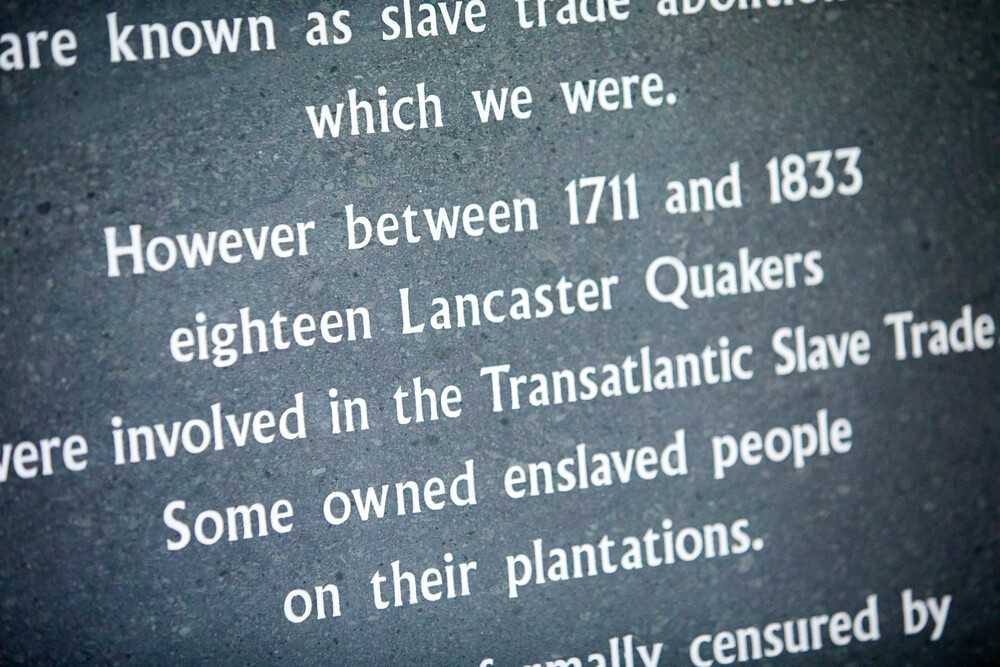 are known as slave trade
which we were.
However between 1711 and 1833
eighteen Lancaster Quakers
were involved in the Transatlantic Slave Trade.
Some owned enslaved people
on their plantations.
censured by